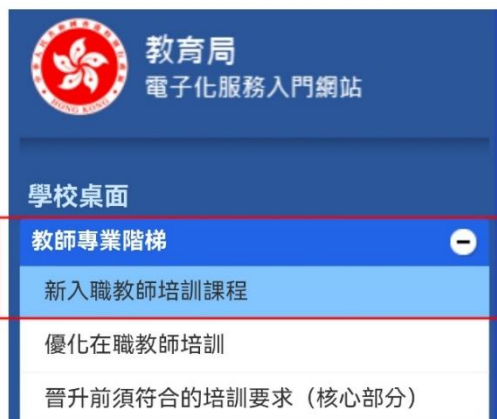 教育局
電子化服務入門網站
HONG KONG
學校桌面
教師專業階梯
新入職教師培訓課程
優化在職教師培訓
晉升前須符合的培訓要求（核心部分）